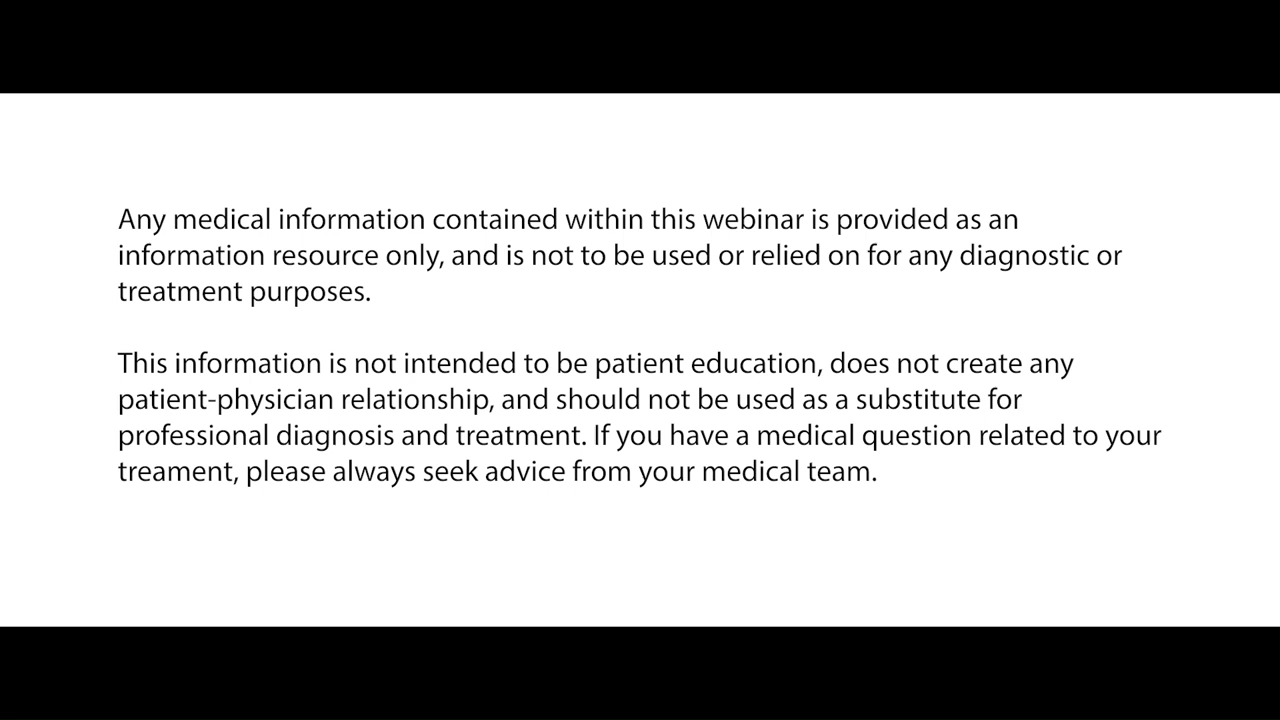 Any medical information contained within this webinar is provided as an
information resource only, and is not to be used or relied on for any diagnostic or
treatment purposes.
This information is not intended to be patient education, does not create any
patient-physician relationship, and should not be used as a substitute for
professional diagnosis and treatment. If you have a medical question related to your
treament, please always seek advice from your medical team.